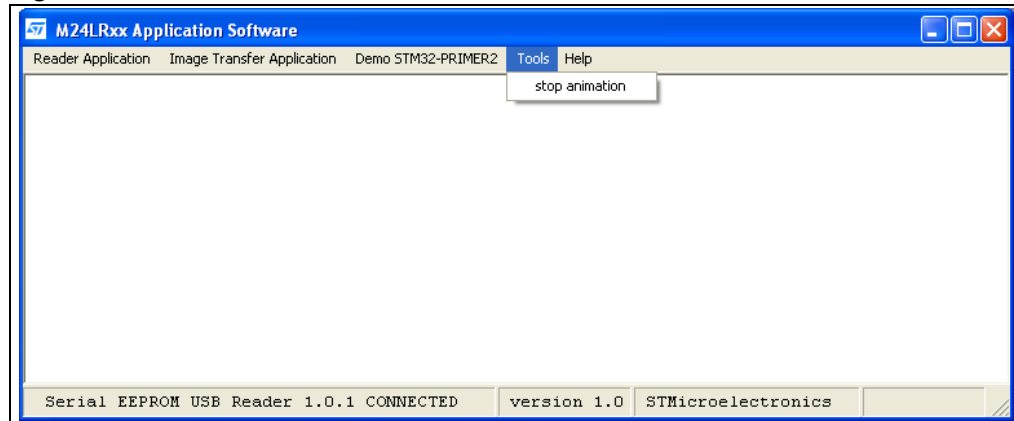 M24LRxx Application Software
Reader Application Image Transfer Application Demo STM32-PRIMER2 Tools Help
stop animation
Serial EEPROM USB Reader 1.0.1 CONNECTED version 1.0 STMicroelectronics